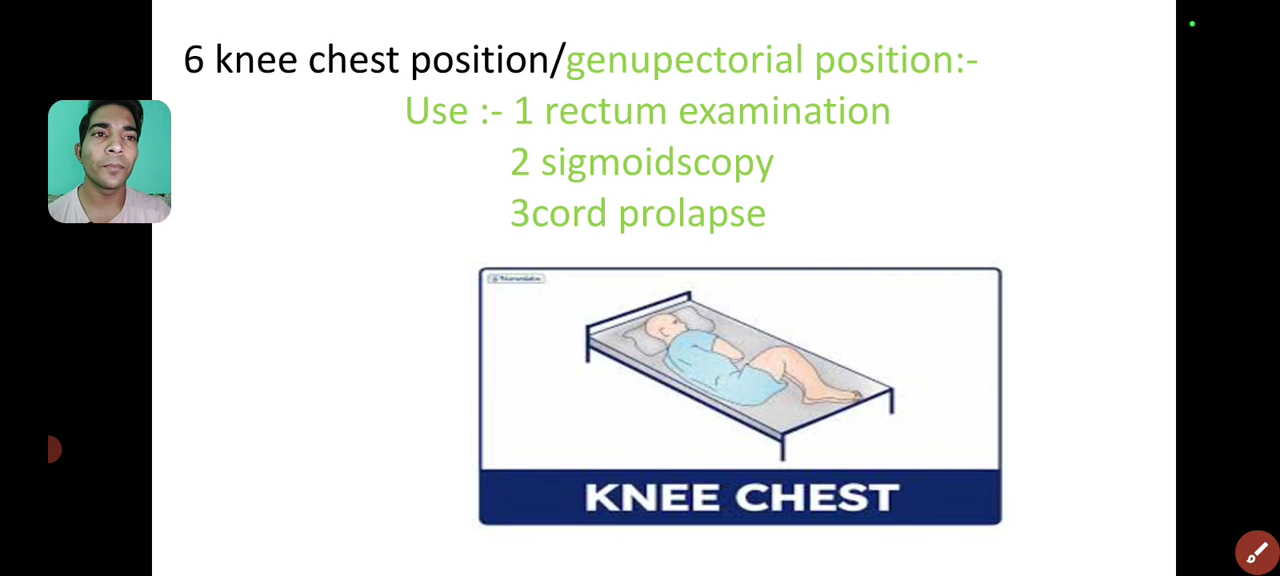 6 knee chest position/genupectorial position:-
Use :- 1 rectum examination
2 sigmoidscopy
3cord prolapse
KNEE CHEST